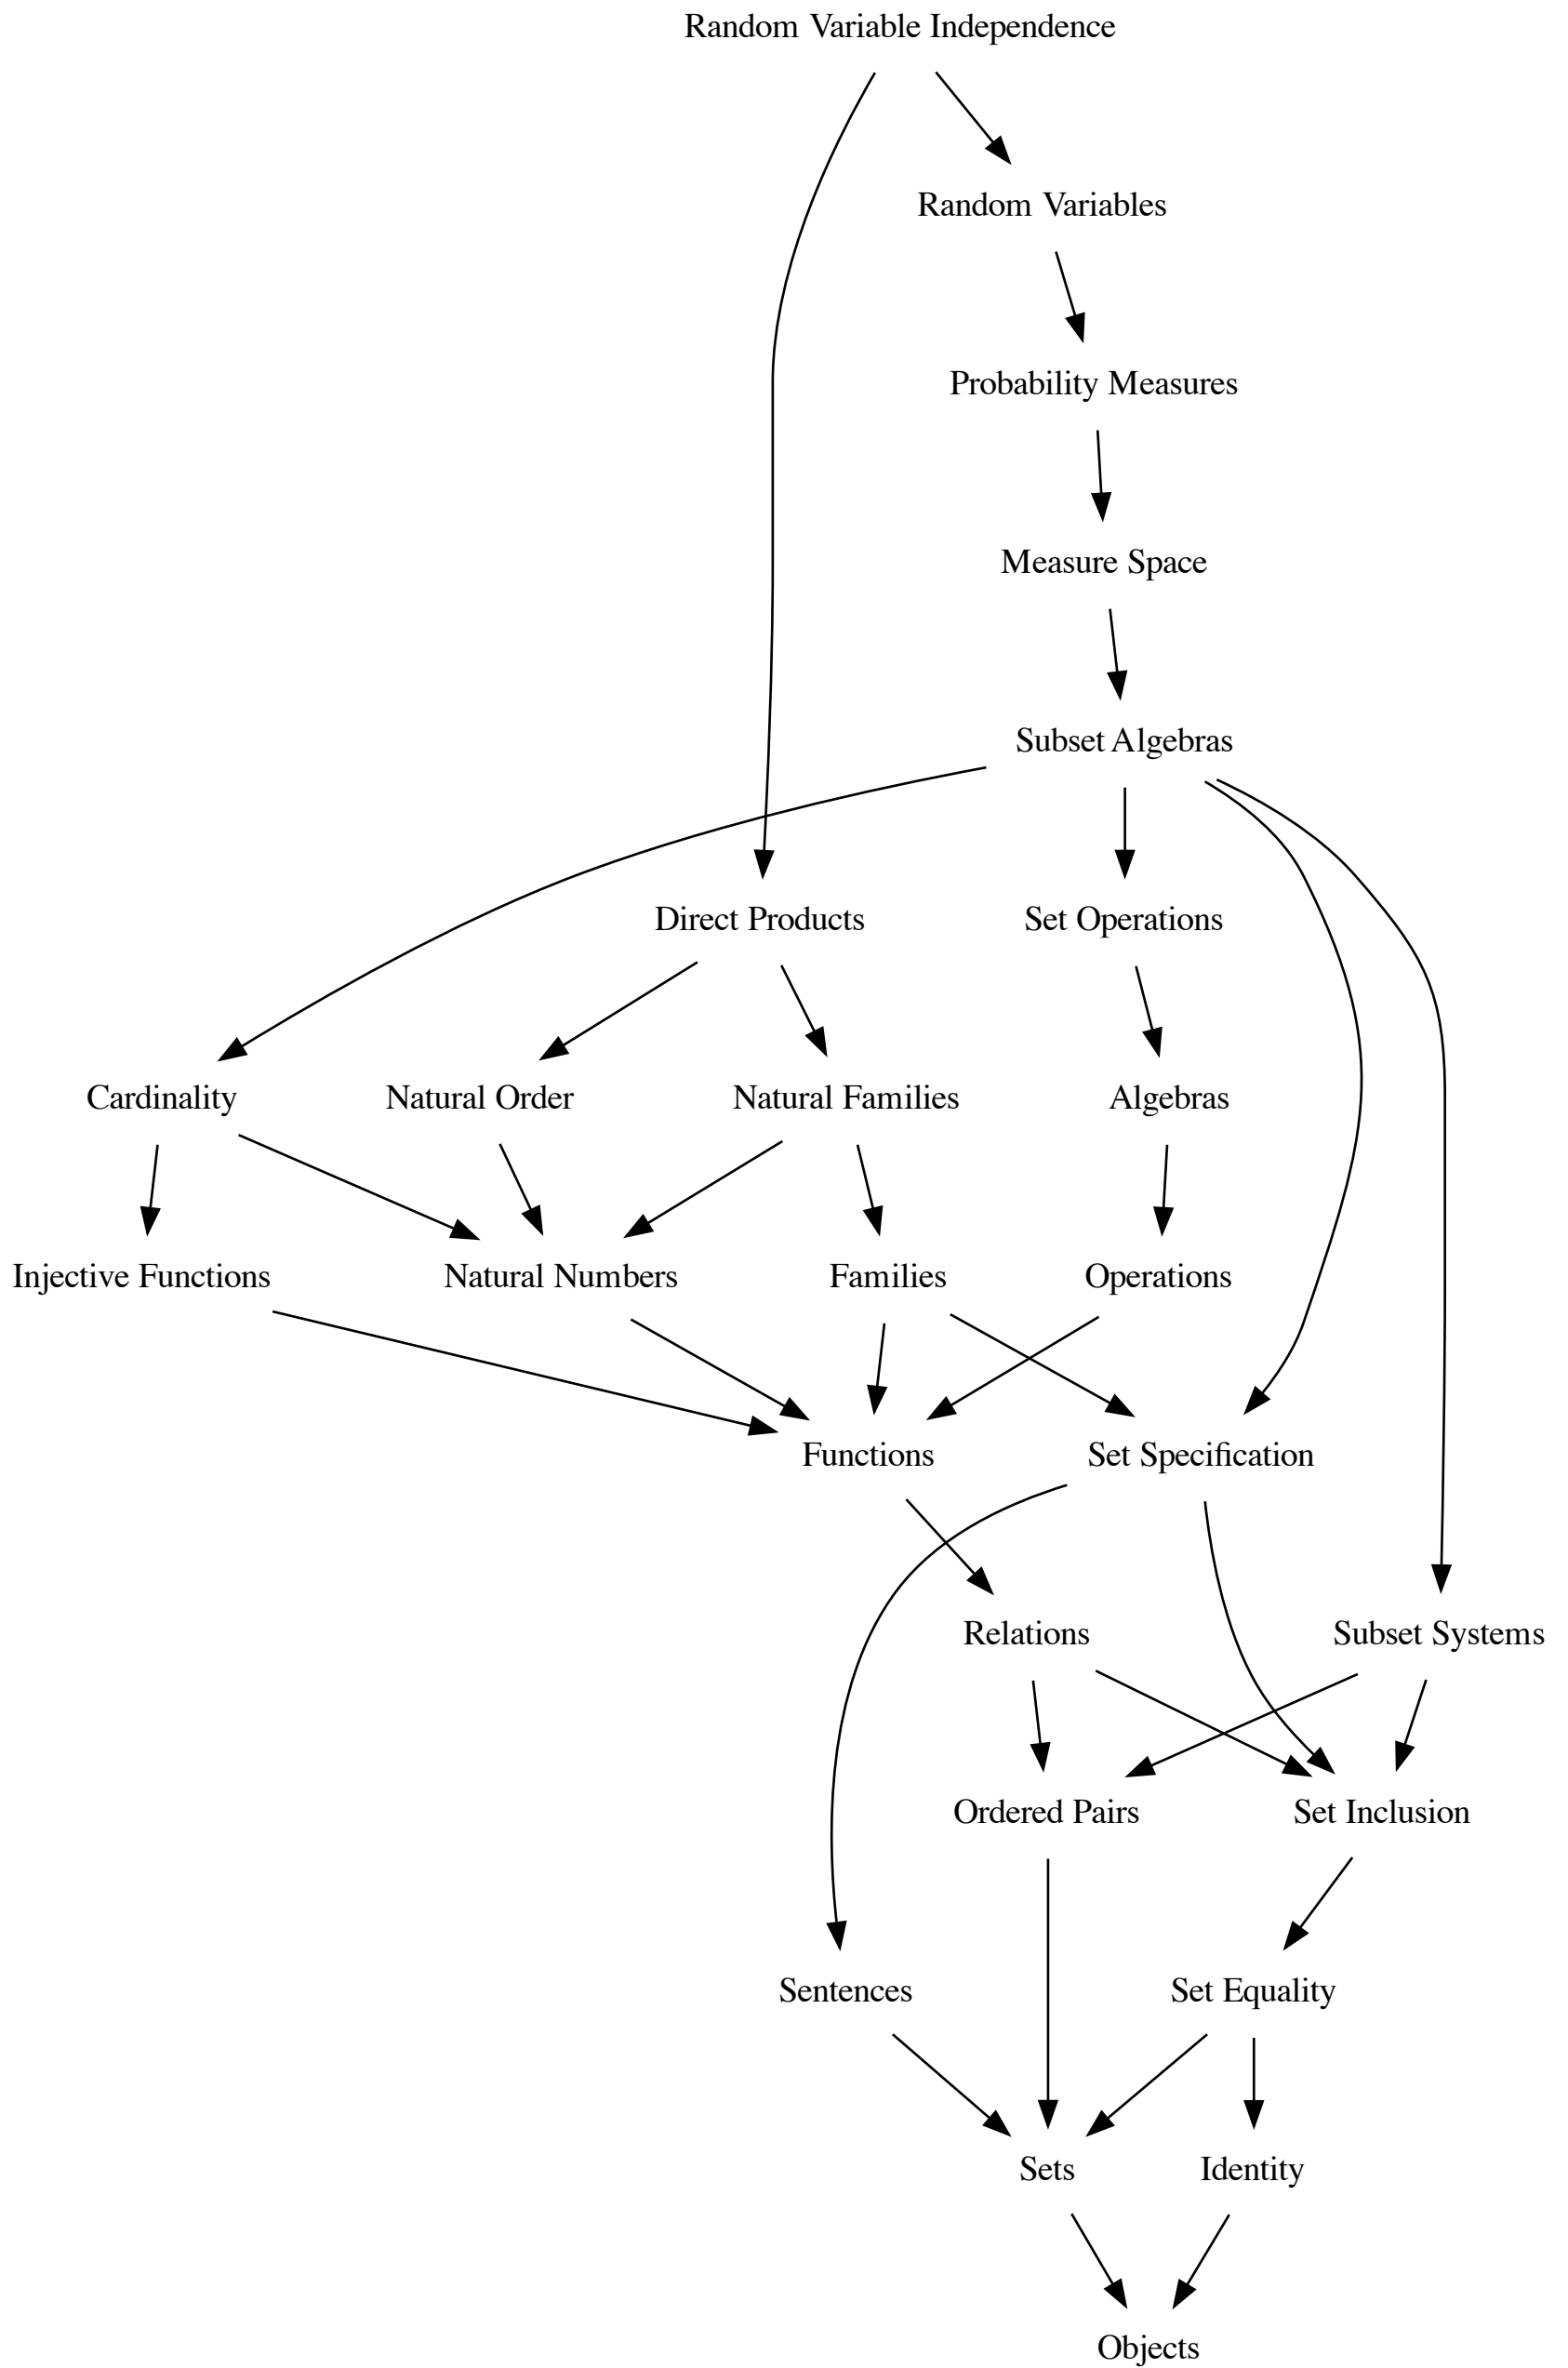 Random Variable Independence
Random Variables
Probability Measures
Measure Space
Subset Algebras
Direct Products
Set Operations
Cardinality
Natural Order
Natural Families
Algebras
Injective Functions
Natural Numbers
Families
Operations
Functions
Set Specification
Relations
Subset Systems
Ordered Pairs
Set Inclusion
Sentences
Set Equality
Sets
Identity
Objects